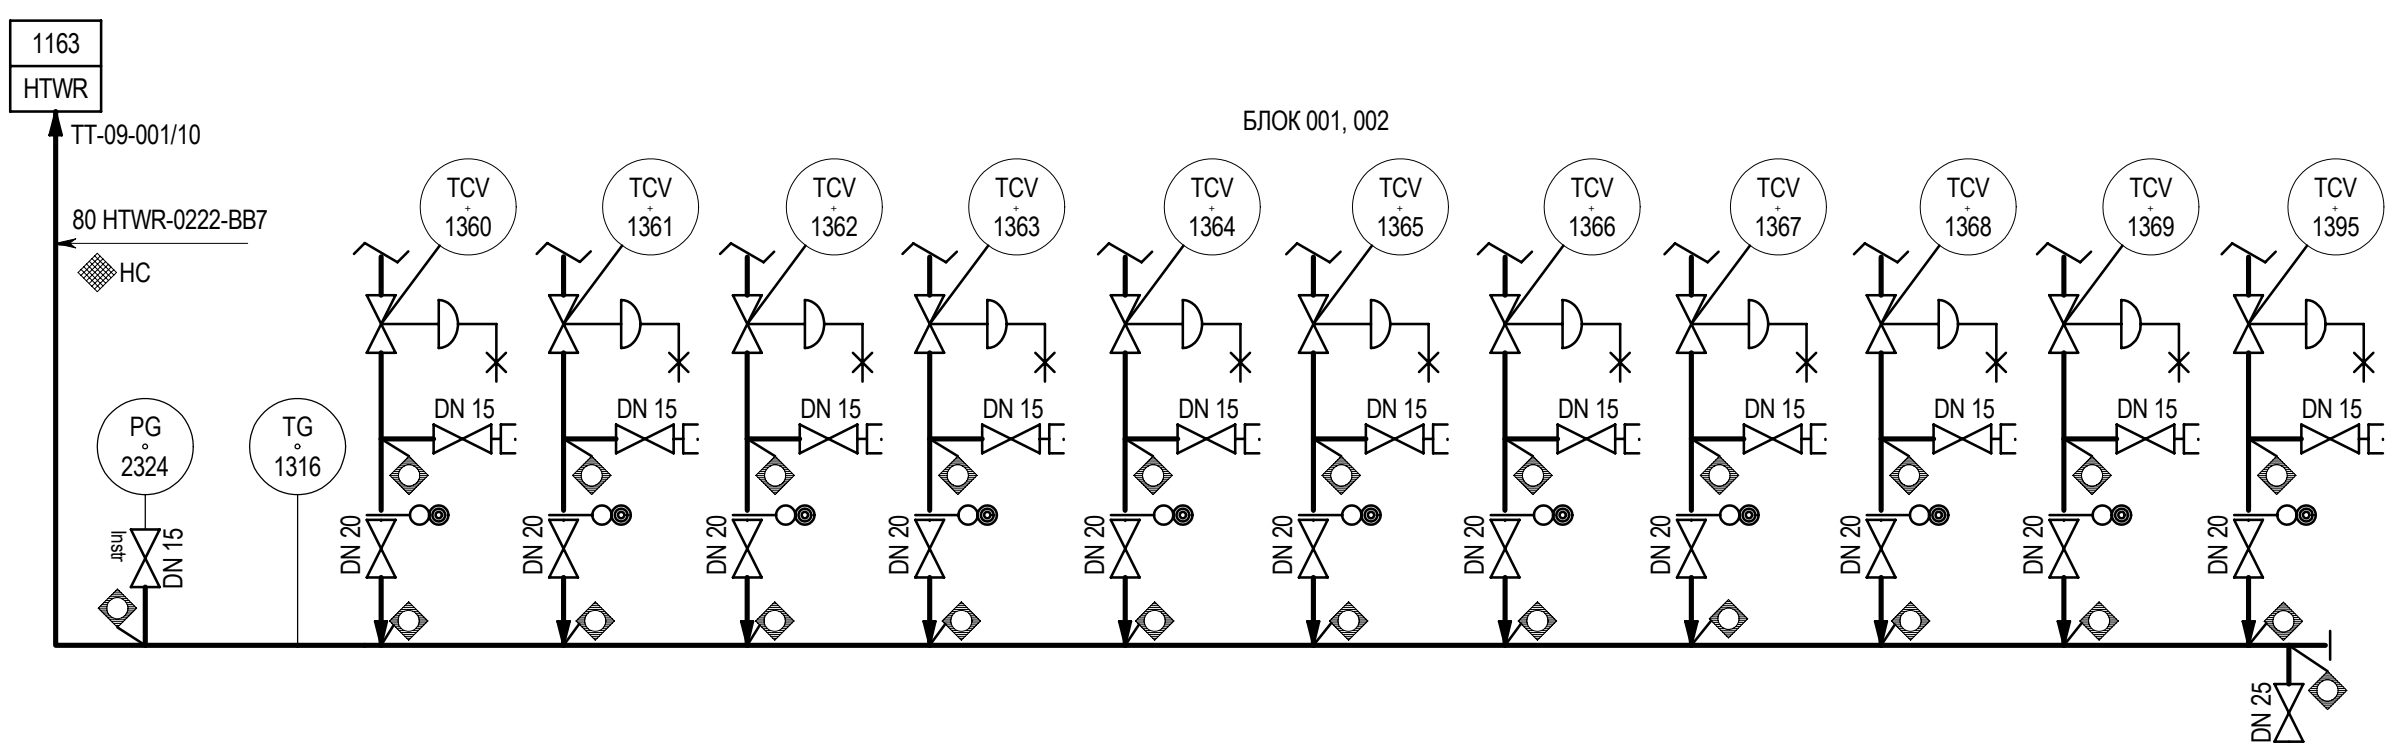 1163
HTWR
TT-09-001/10
БЛОК 001, 002
80 HTWR-0222-BB7
HC
TCV
1360
TCV
1361
TCV
1362
TCV
1363
TCV
1364
TCV
1365
TCV
1366
TCV
1367
TCV
1368
TCV
1369
TCV
1395
PG
2324
TG
1316
DN 15
DN 15
DN 15
DN 15
DN 15
DN 15
DN 15
DN 15
DN 15
DN 15
DN 15
Instr
DN 15
DN 20
DN 20
DN 20
DN 20
DN 20
DN 20
DN 20
DN 20
DN 20
DN 20
DN 20
DN 25